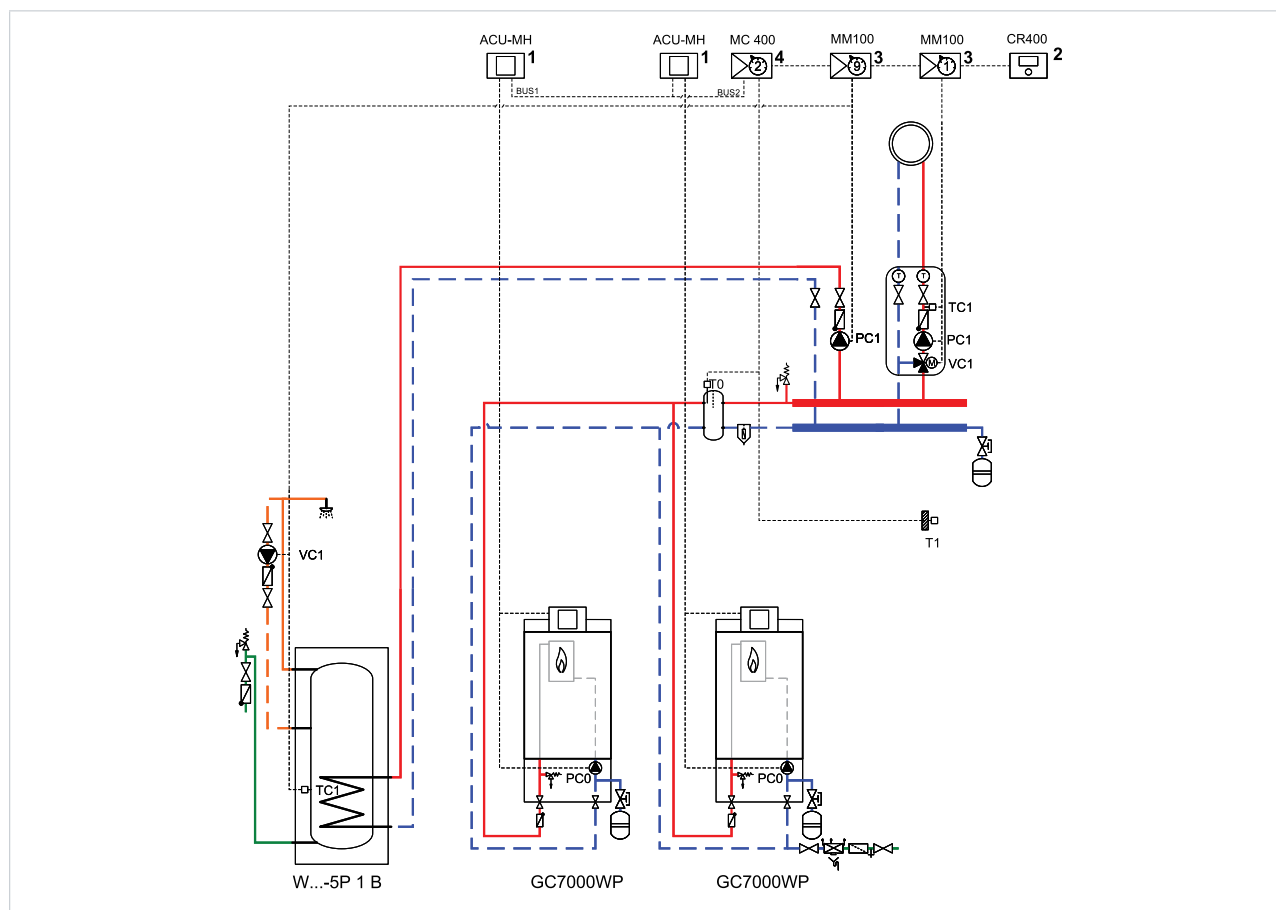 ACU-MH 1
ACU-MH 1
MC 400 4
2
MM100 3
9
MM100 3
1
CR400 2
BUS1
BUS2
T T
TC1
PC1
PC1
M
VC1
T0
T1
VC1
TC1
PC0
PC0
W...-5P 1 B
GC7000WP
GC7000WP